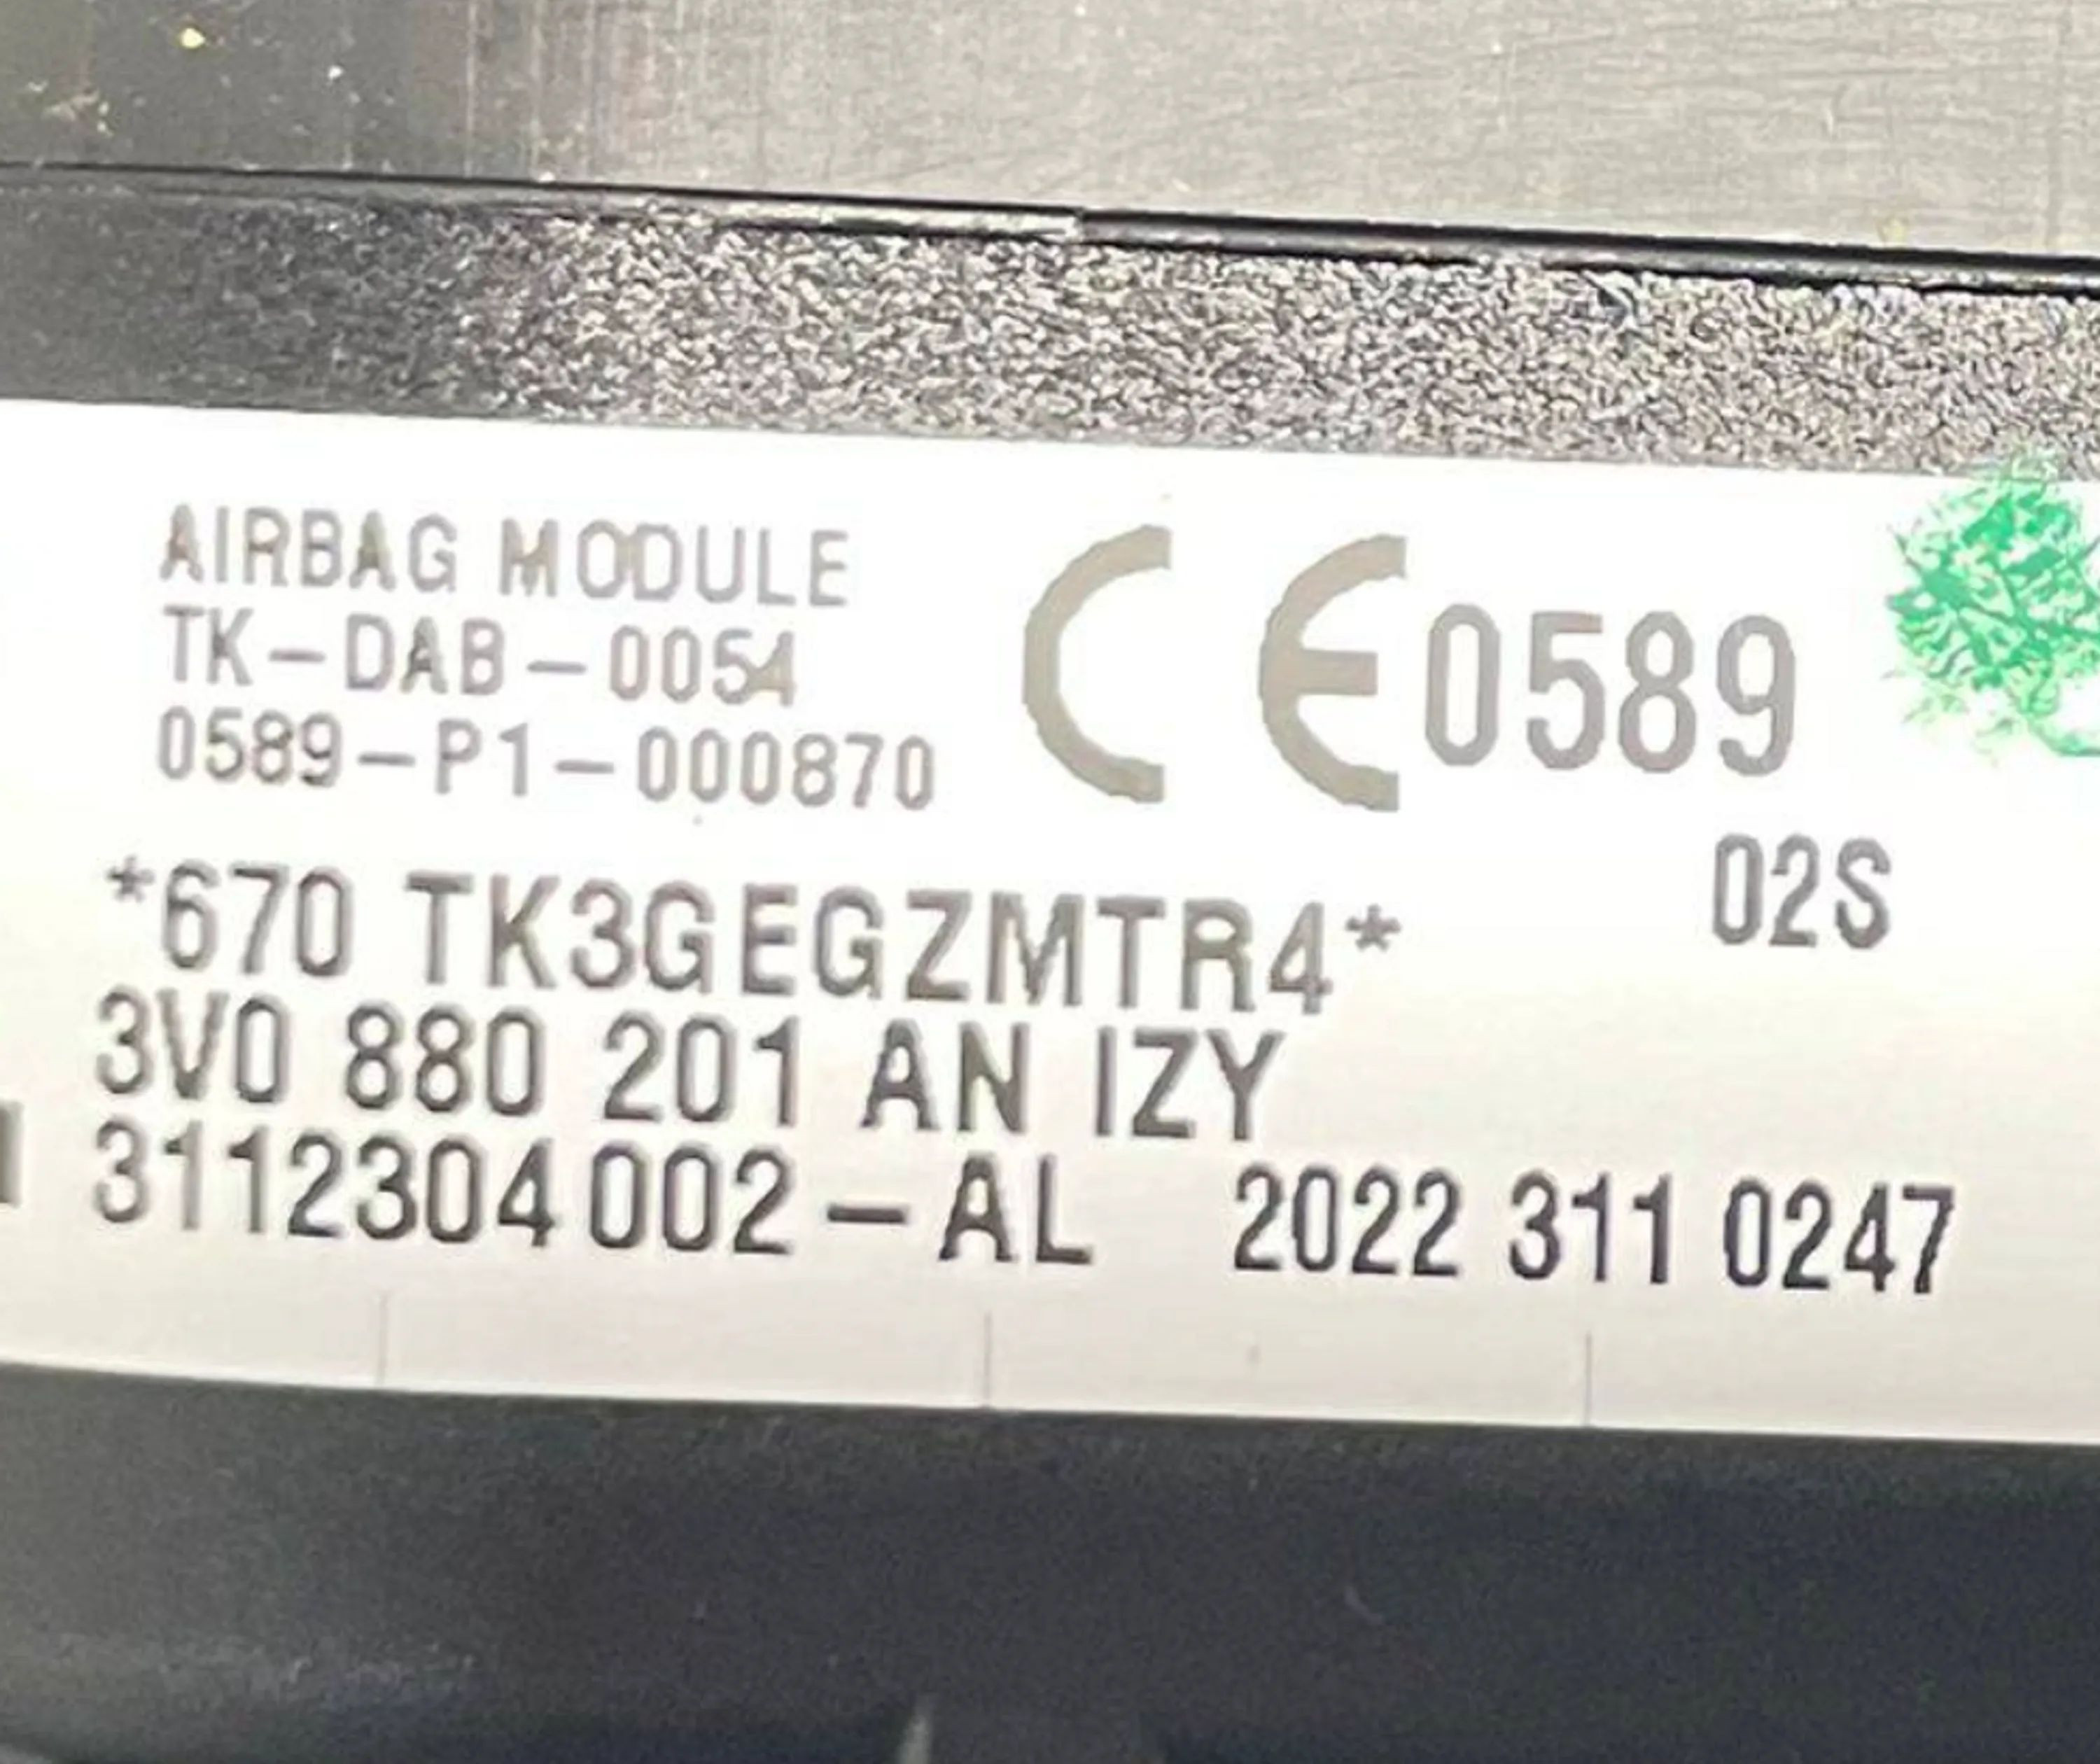 AIRBAG MODULE
TK-DAB-0054
0589-P1-000870
CE 0589
02S
*670 TK3GEGZMTR4*
3V0 880 201 AN IZY
3112304002-AL 2022 311 0247